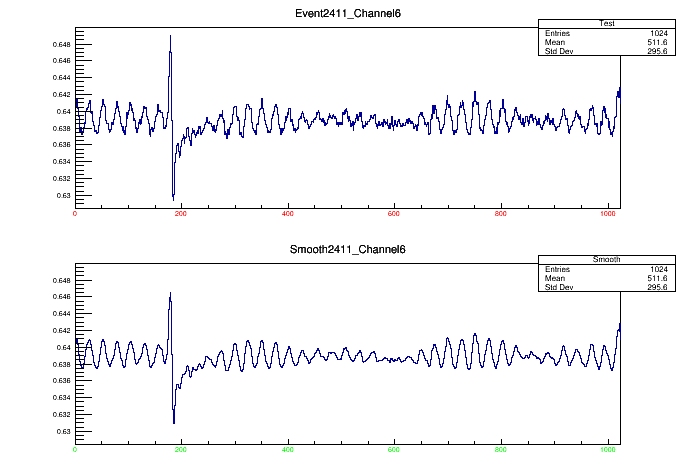 Event2411_Channel6
Test
Entries 1024
Mean 511.6
Std Dev 295.6
0.648
0.646
0.644
0.642
0.64
0.638
0.636
0.634
0.632
0.63
0 200 400 600 800 1000
Smooth2411_Channel6
Smooth
Entries 1024
Mean 511.6
Std Dev 295.6
0.648
0.646
0.644
0.642
0.64
0.638
0.636
0.634
0.632
0.63
0 200 400 600 800 1000